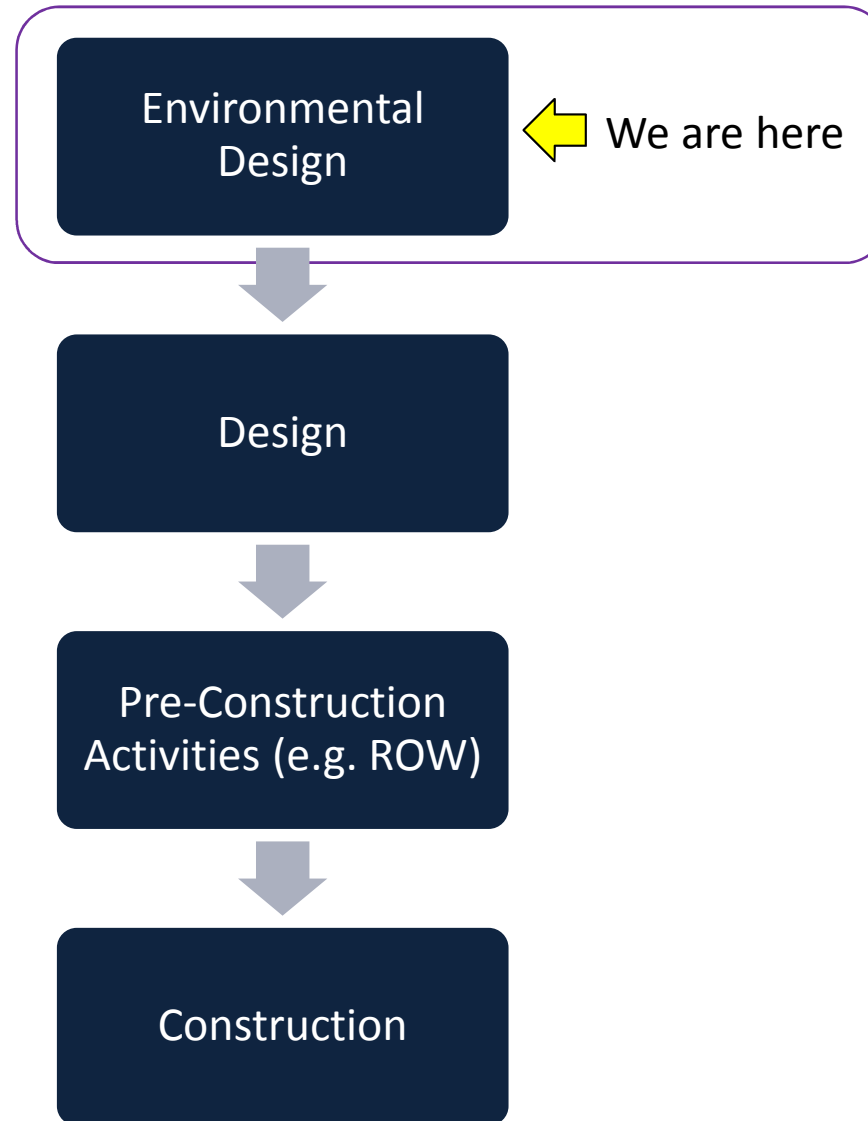 Environmental
Design
We are here
Design
Pre-Construction
Activities (e.g. ROW)
Construction